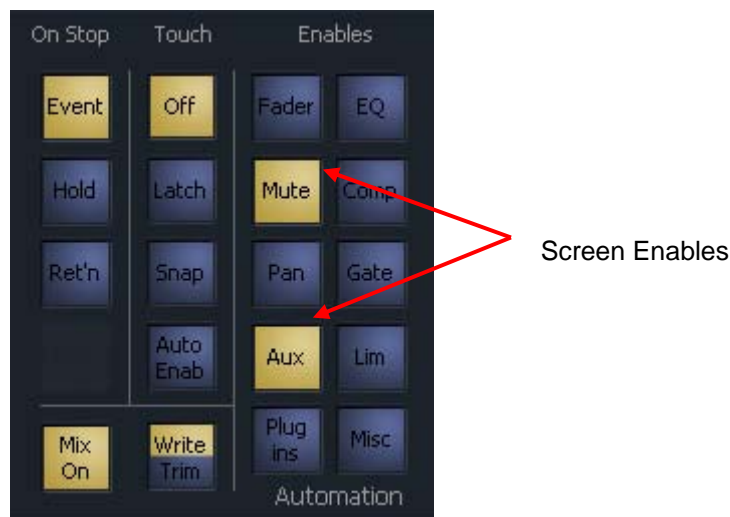 On Stop Touch Enables
Event Off Fader EQ
Hold Latch Mute Comp
Ret'n Snap Pan Gate
Screen Enables
Auto
Enab
Aux Lim
Mix
On
Write
Trim
Plug
ins
Misc
Automation